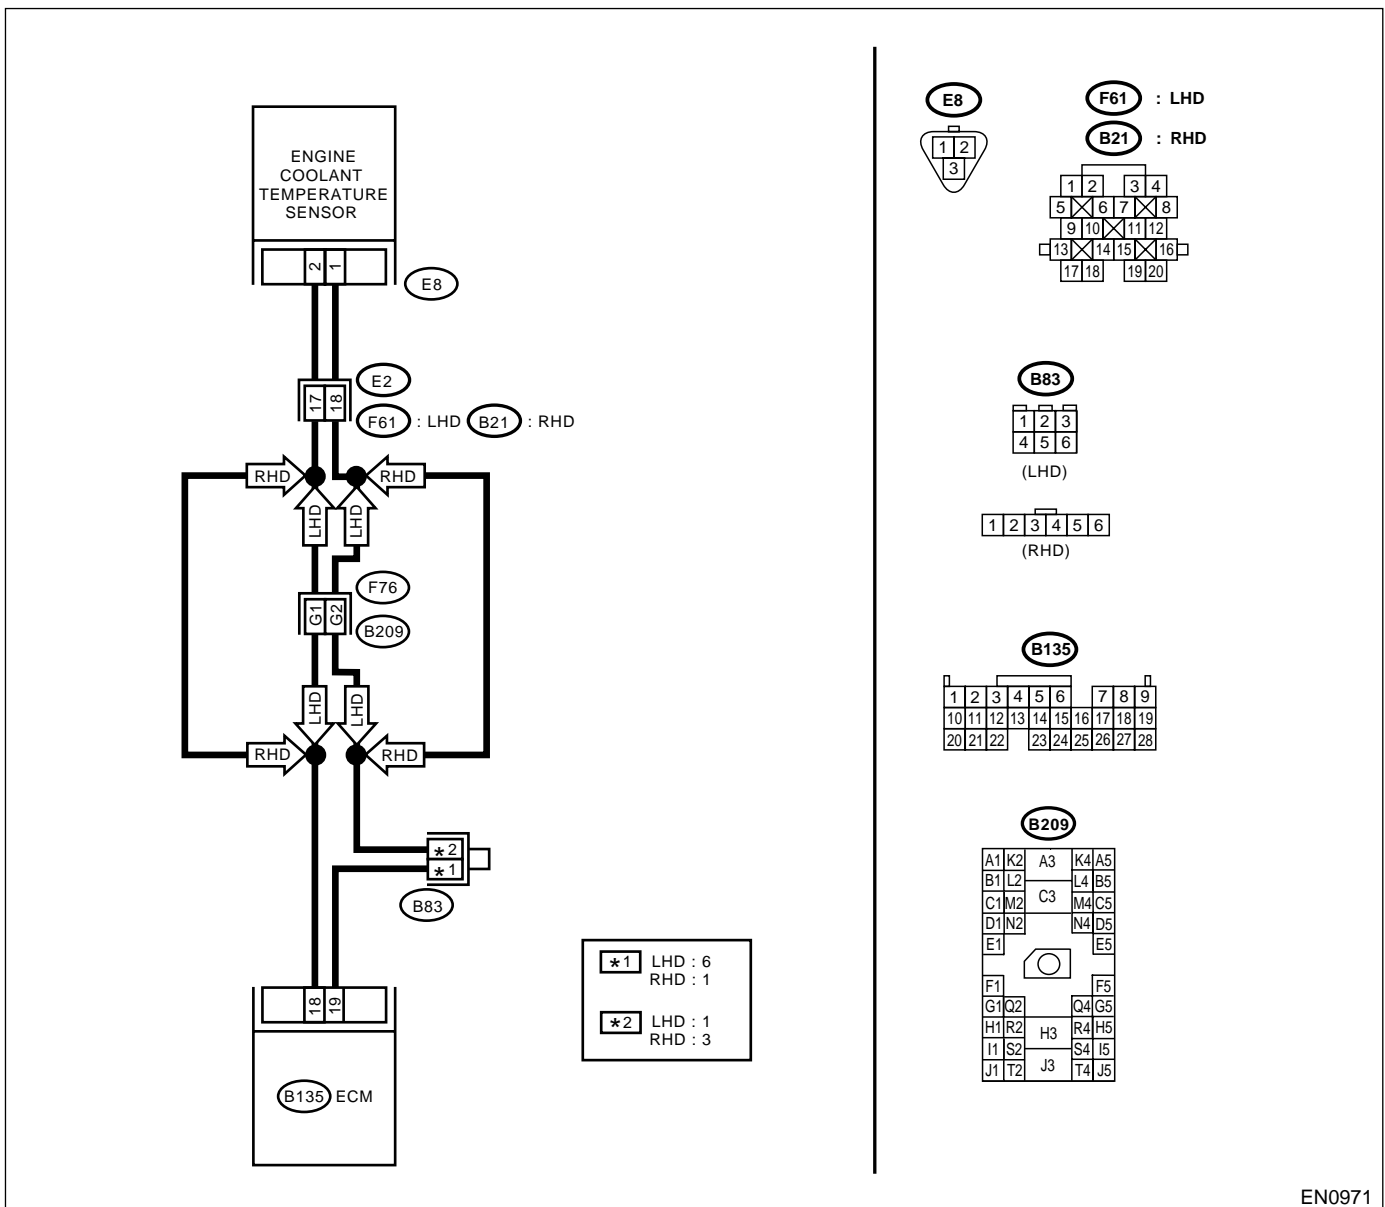 ENGINE
COOLANT
TEMPERATURE
SENSOR
2 1
E8
E2
17 18
F61 : LHD B21 : RHD
RHD RHD
LHD LHD
F76
G1 G2
B209
LHD LHD
RHD RHD
*2
*1
B83
18 19
B135 ECM
*1 LHD : 6
RHD : 1
*2 LHD : 1
RHD : 3
E8
1 2
3
F61 : LHD
B21 : RHD
1 2 3 4
5 6 7 8
9 10 11 12
13 14 15 16
17 18 19 20
B83
1 2 3
4 5 6
(LHD)
1 2 3 4 5 6
(RHD)
B135
1 2 3 4 5 6 7 8 9
10 11 12 13 14 15 16 17 18 19
20 21 22 23 24 25 26 27 28
B209
A1 K2 A3 K4 A5
B1 L2 L4 B5
C1 M2 C3 M4 C5
D1 N2 N4 D5
E1 E5
F1 F5
G1 Q2 Q4 G5
H1 R2 H3 R4 H5
I1 S2 S4 I5
J1 T2 J3 T4 J5
EN0971